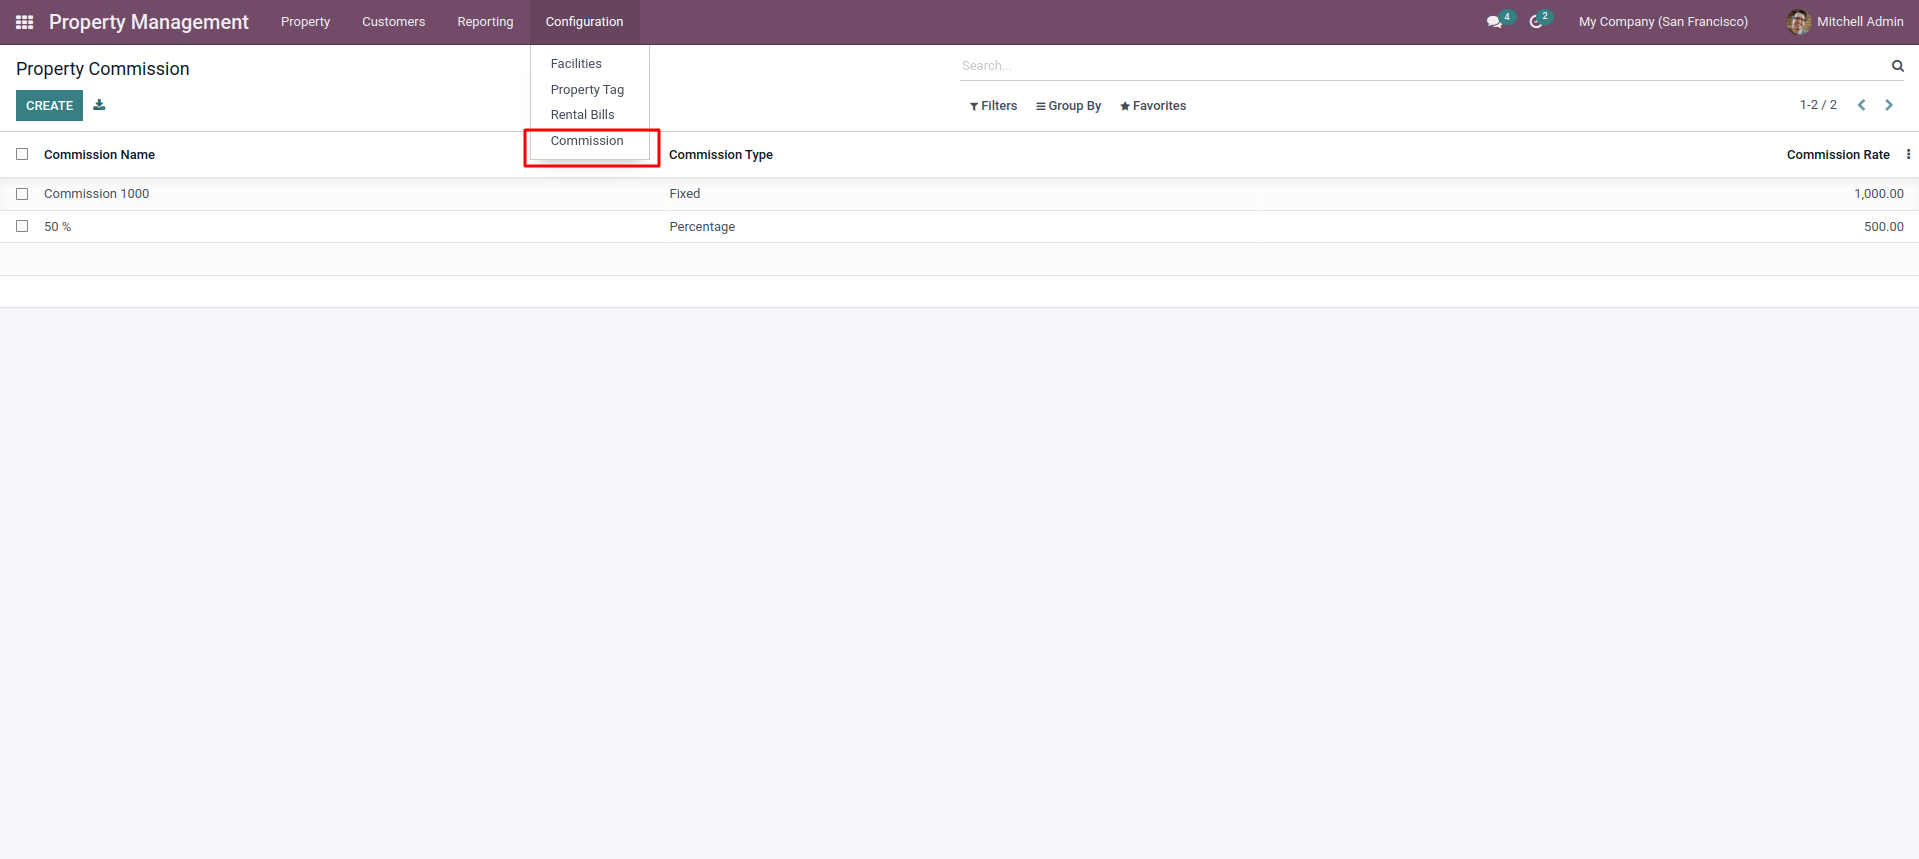 Property Management Property Customers Reporting Configuration 4 2 My Company (San Francisco) Mitchell Admin
Property Commission
Search...
CREATE
Filters Group By Favorites 1-2 / 2
Facilities
Property Tag
Rental Bills
Commission
Commission Name Commission Type Commission Rate
Commission 1000 Fixed 1,000.00
50 % Percentage 500.00